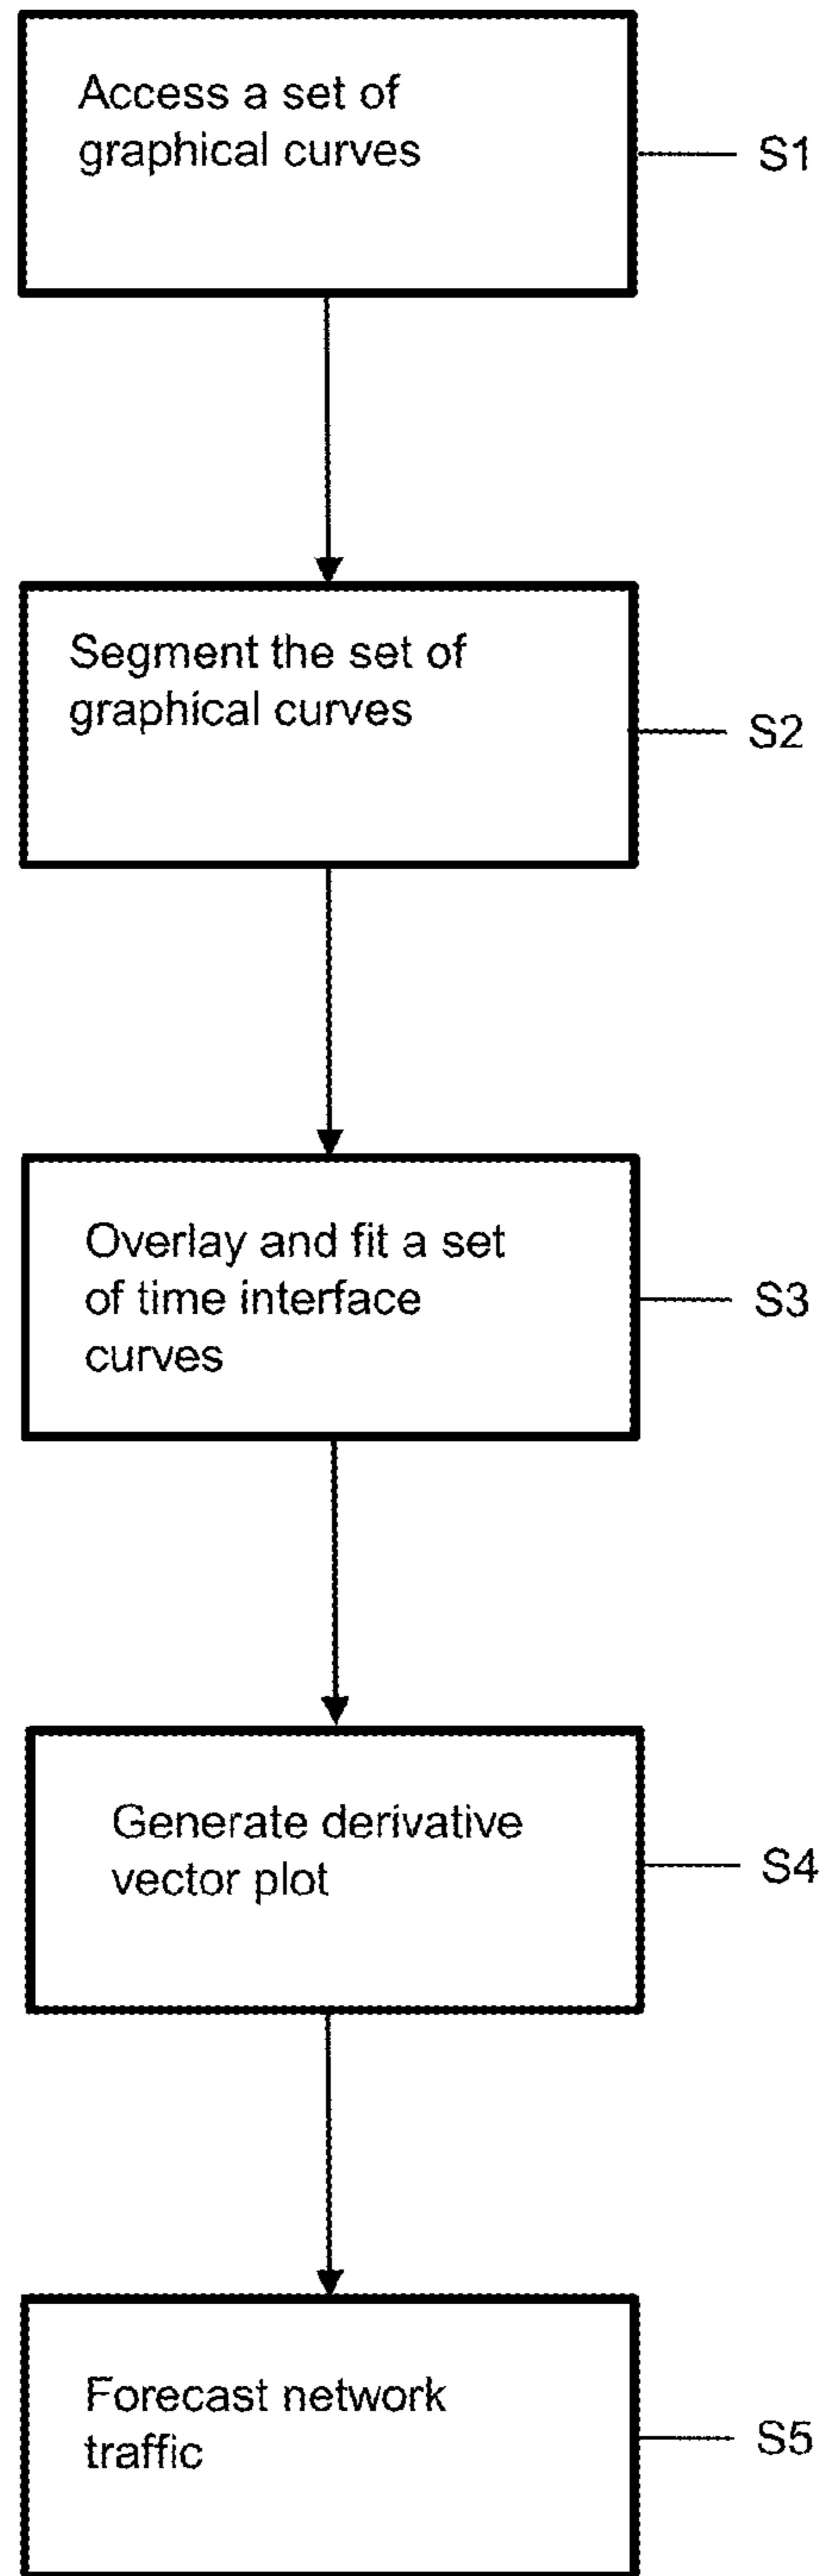 Access a set of
graphical curves
S1
Segment the set of
graphical curves
S2
Overlay and fit a set
of time interface
curves
S3
Generate derivative
vector plot
S4
Forecast network
traffic
S5